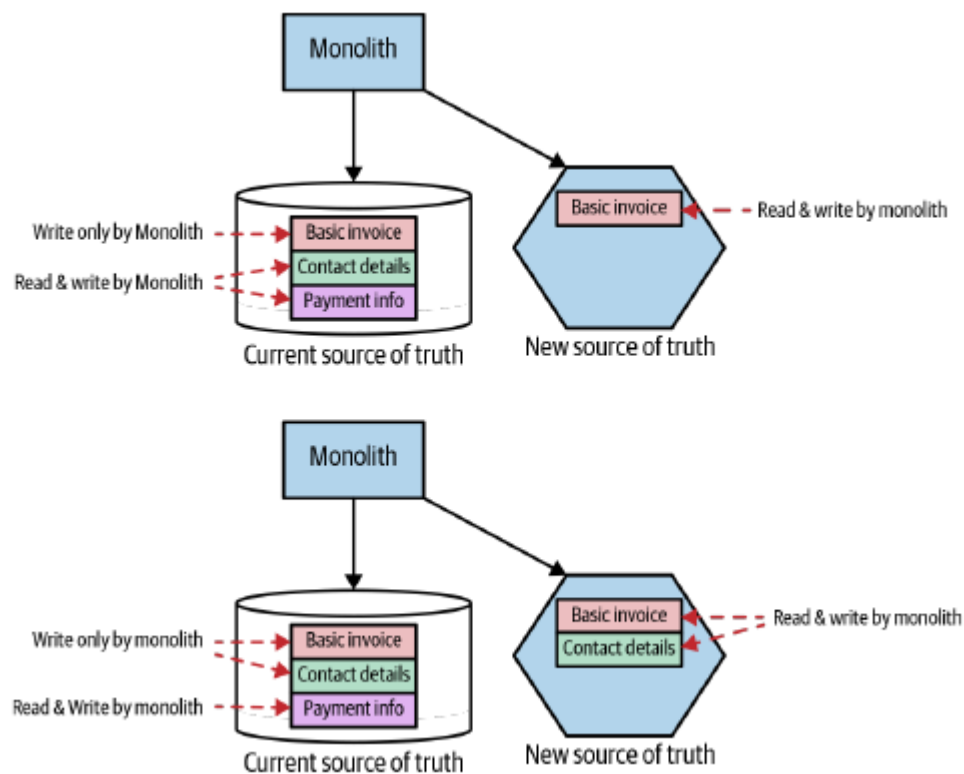 Monolith
Basic invoice
Read & write by monolith
Write only by Monolith
Basic invoice
Contact details
Read & write by Monolith
Payment info
Current source of truth
New source of truth
Monolith
Basic invoice
Read & write by monolith
Contact details
Write only by monolith
Basic invoice
Contact details
Read & Write by monolith
Payment info
Current source of truth
New source of truth